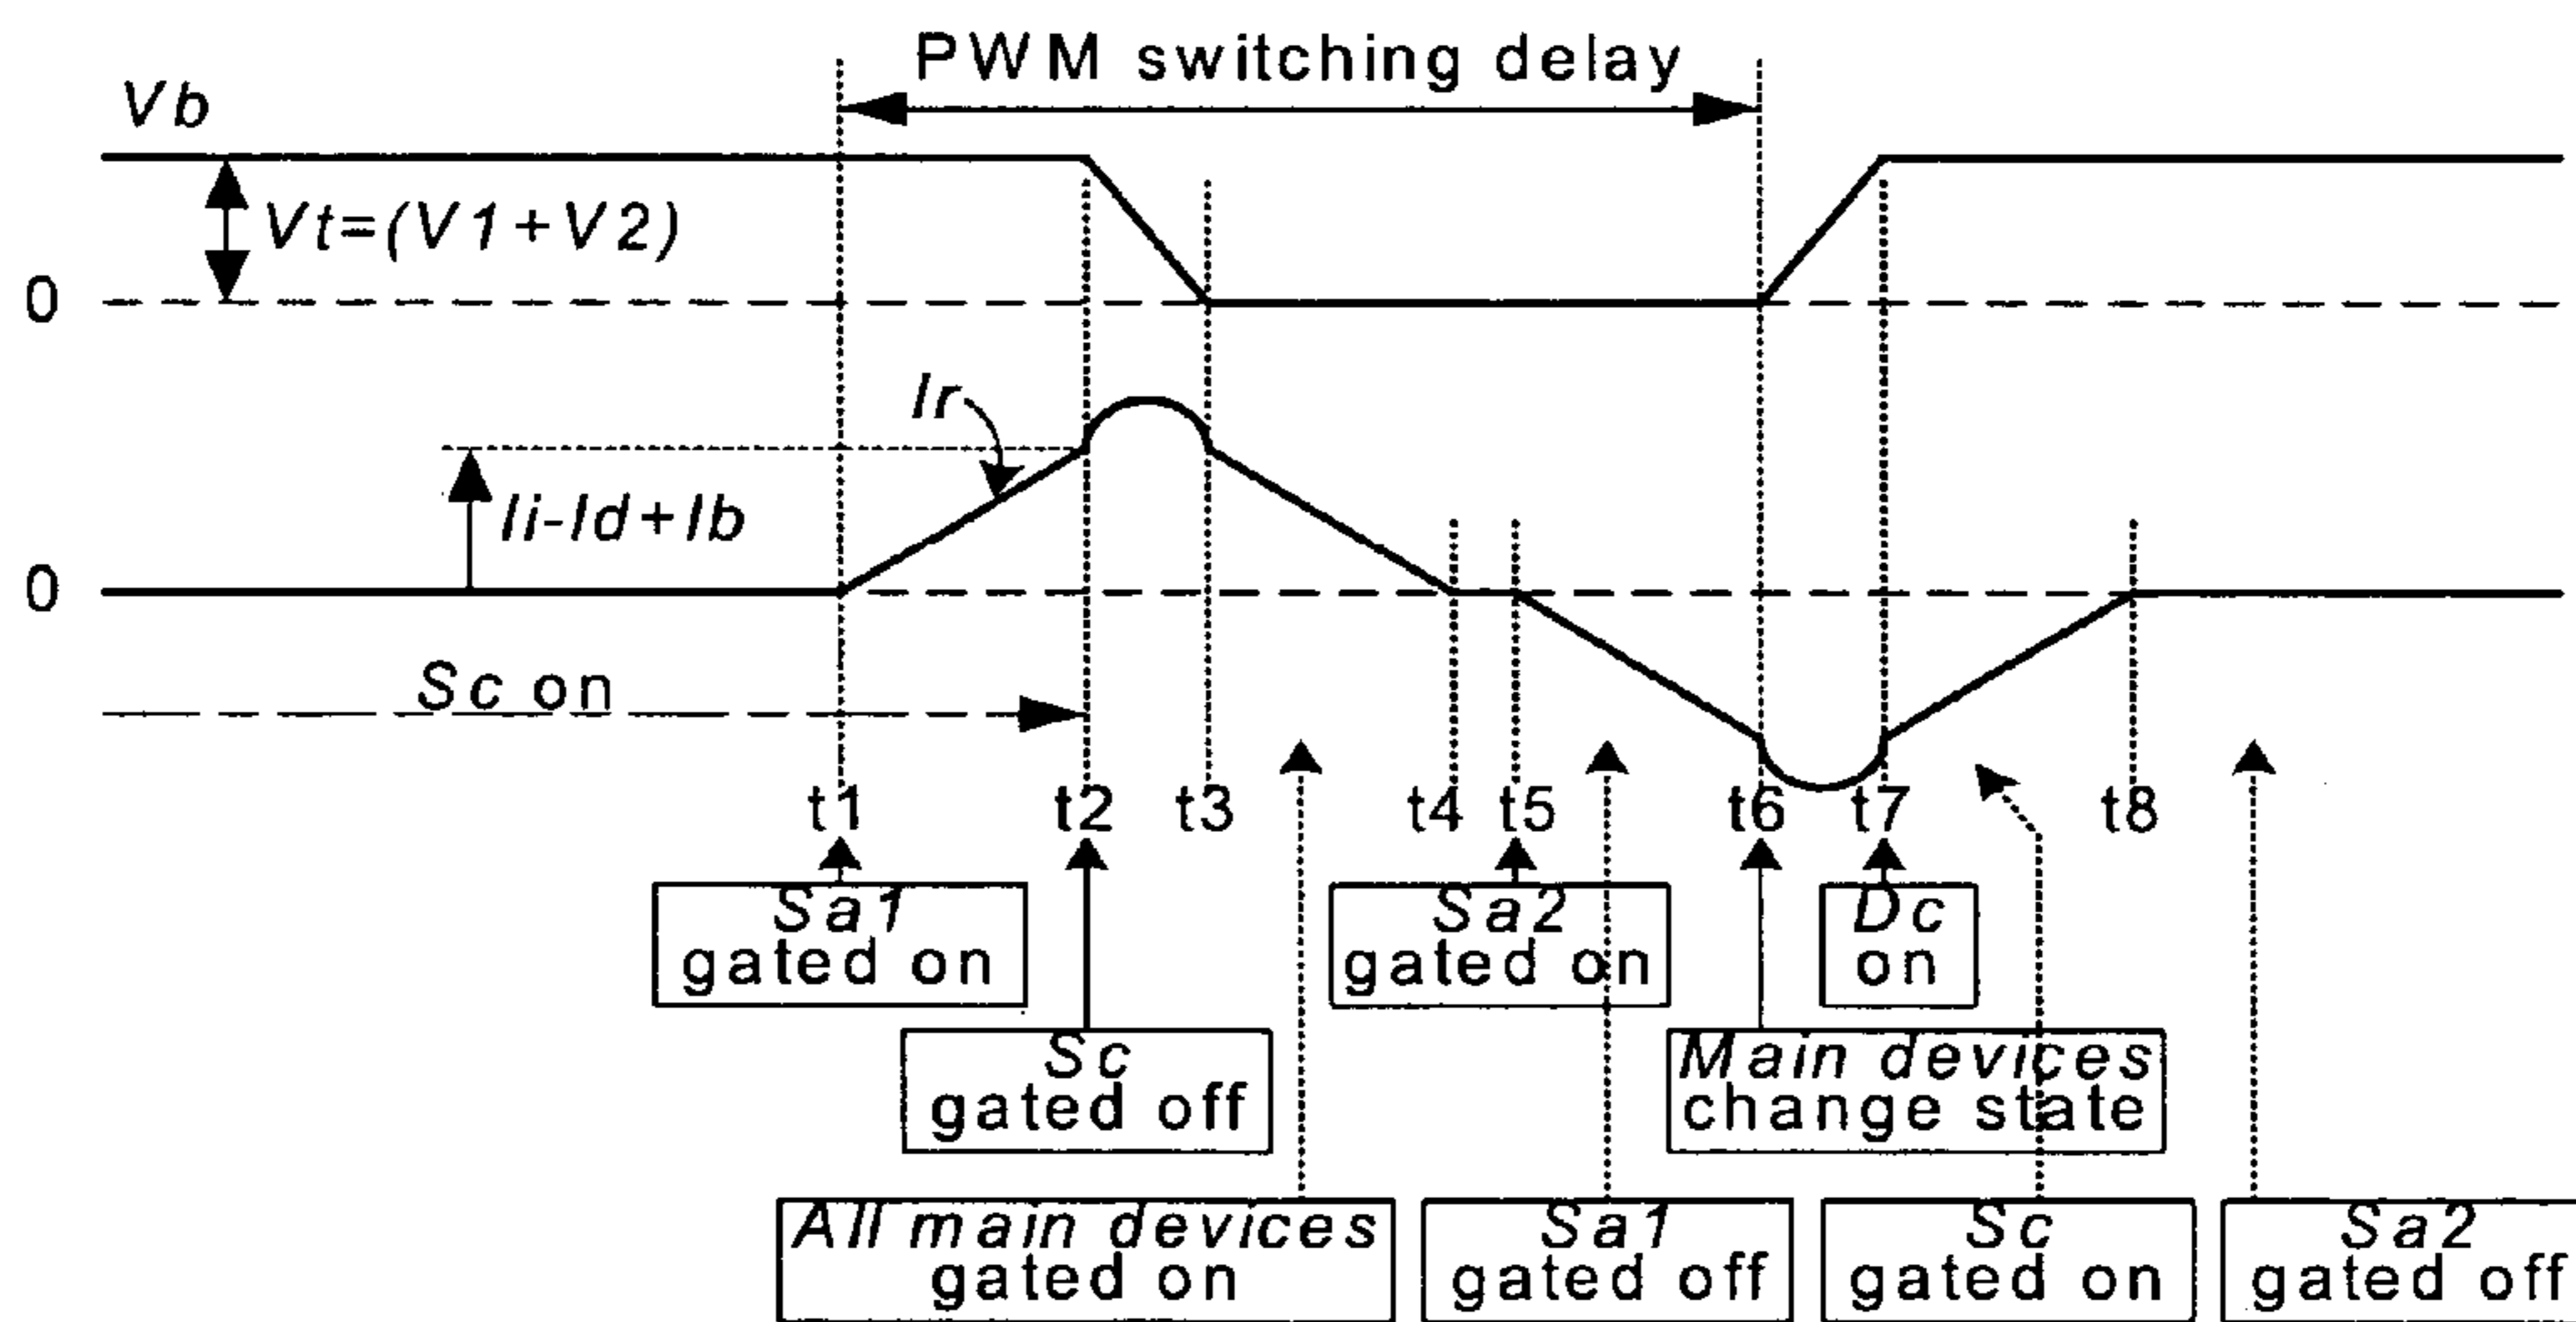 PWM switching delay
Vb
Vt=(V1+V2)
0
Ir
Ii-Id+Ib
0
Sc on
t1
t2
t3
t4
t5
t6
t7
t8
Sa1
gated on
Sa2
gated on
Dc
on
Sc
gated off
Main devices
change state
All main devices
gated on
Sa1
gated off
Sc
gated on
Sa2
gated off